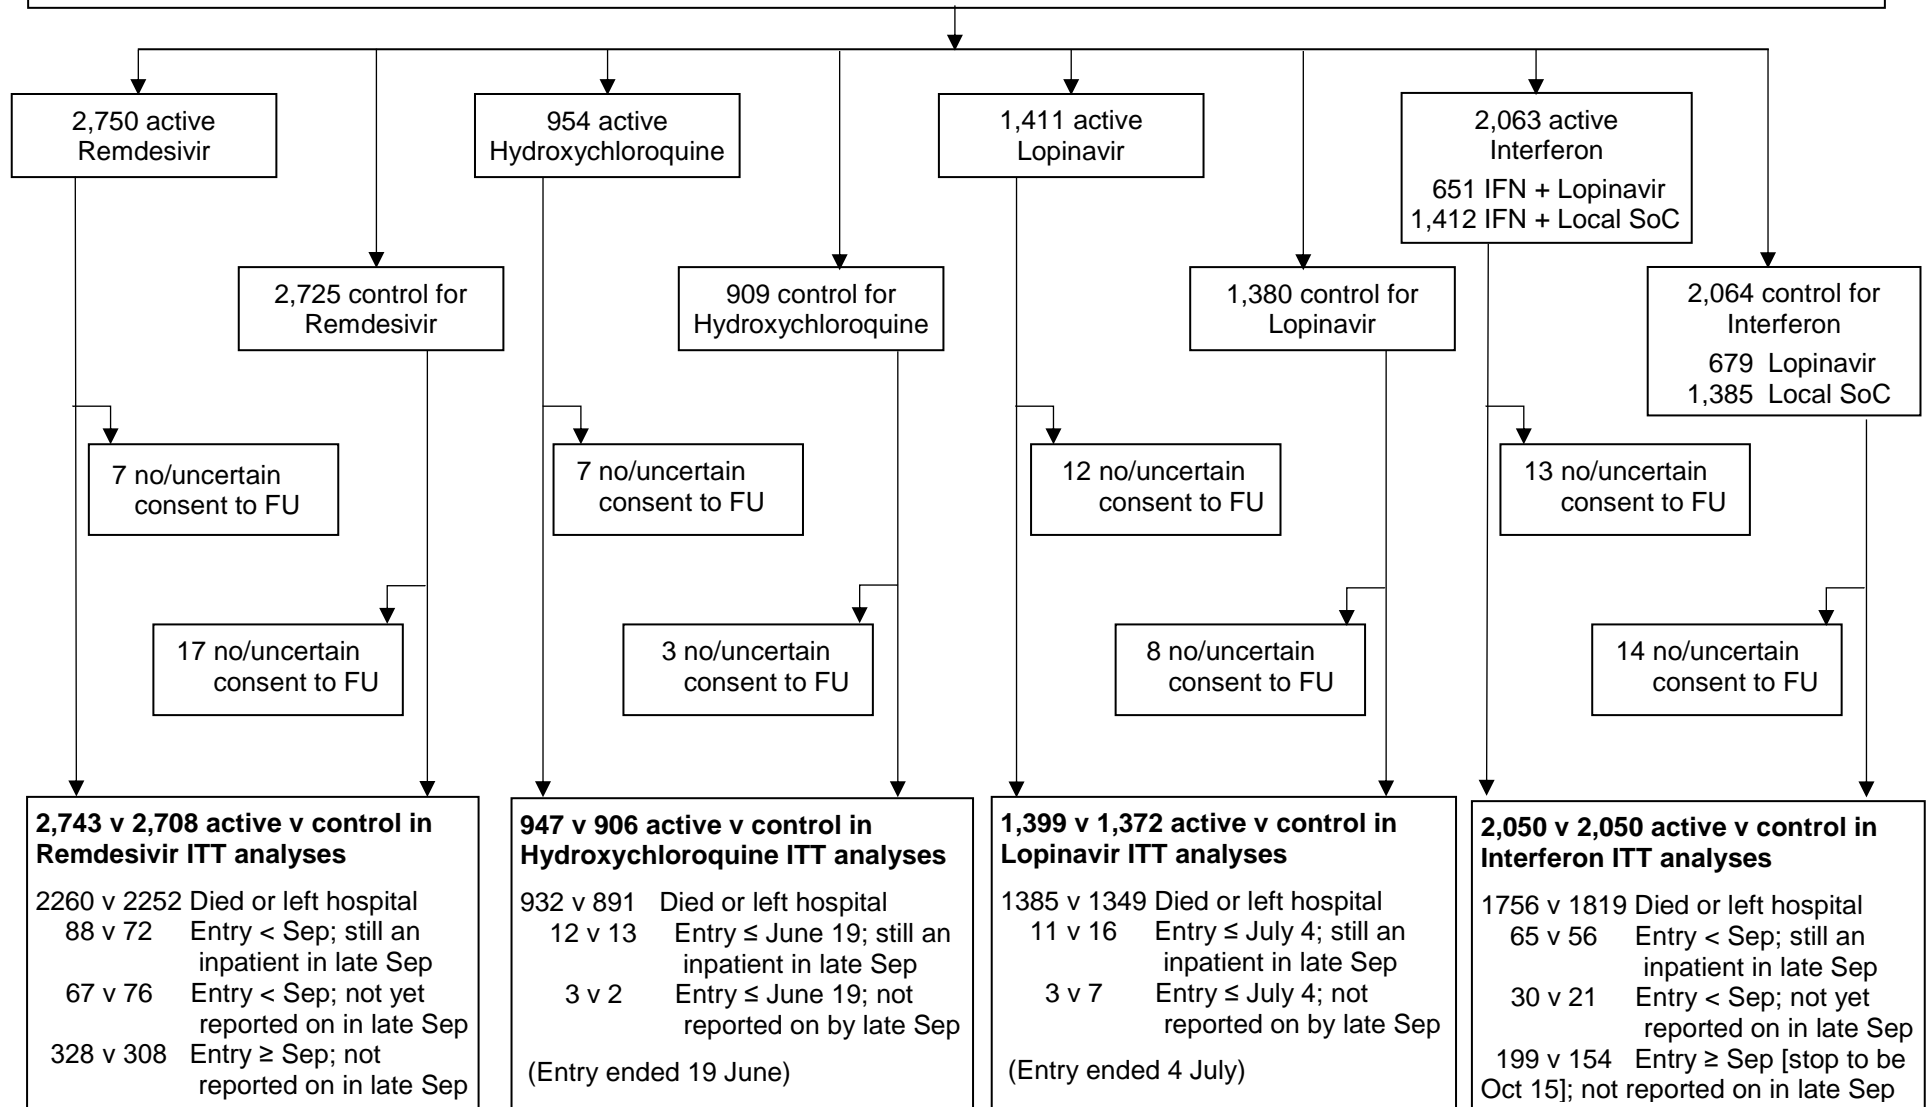 2,750 active
Remdesivir
954 active
Hydroxychloroquine
1,411 active
Lopinavir
2,063 active
Interferon
651 IFN + Lopinavir
1,412 IFN + Local SoC
2,725 control for
Remdesivir
909 control for
Hydroxychloroquine
1,380 control for
Lopinavir
2,064 control for
Interferon
679 Lopinavir
1,385 Local SoC
7 no/uncertain
consent to FU
7 no/uncertain
consent to FU
12 no/uncertain
consent to FU
13 no/uncertain
consent to FU
17 no/uncertain
consent to FU
3 no/uncertain
consent to FU
8 no/uncertain
consent to FU
14 no/uncertain
consent to FU
2,743 v 2,708 active v control in
Remdesivir ITT analyses
2260 v 2252 Died or left hospital
88 v 72 Entry < Sep; still an
inpatient in late Sep
67 v 76 Entry < Sep; not yet
reported on in late Sep
328 v 308 Entry ≥ Sep; not
reported on in late Sep
947 v 906 active v control in
Hydroxychloroquine ITT analyses
932 v 891 Died or left hospital
12 v 13 Entry ≤ June 19; still an
inpatient in late Sep
3 v 2 Entry ≤ June 19; not
reported on by late Sep
(Entry ended 19 June)
1,399 v 1,372 active v control in
Lopinavir ITT analyses
1385 v 1349 Died or left hospital
11 v 16 Entry ≤ July 4; still an
inpatient in late Sep
3 v 7 Entry ≤ July 4; not
reported on by late Sep
(Entry ended 4 July)
2,050 v 2,050 active v control in
Interferon ITT analyses
1756 v 1819 Died or left hospital
65 v 56 Entry < Sep; still an
inpatient in late Sep
30 v 21 Entry < Sep; not yet
reported on in late Sep
199 v 154 Entry ≥ Sep [stop to be
Oct 15]; not reported on in late Sep